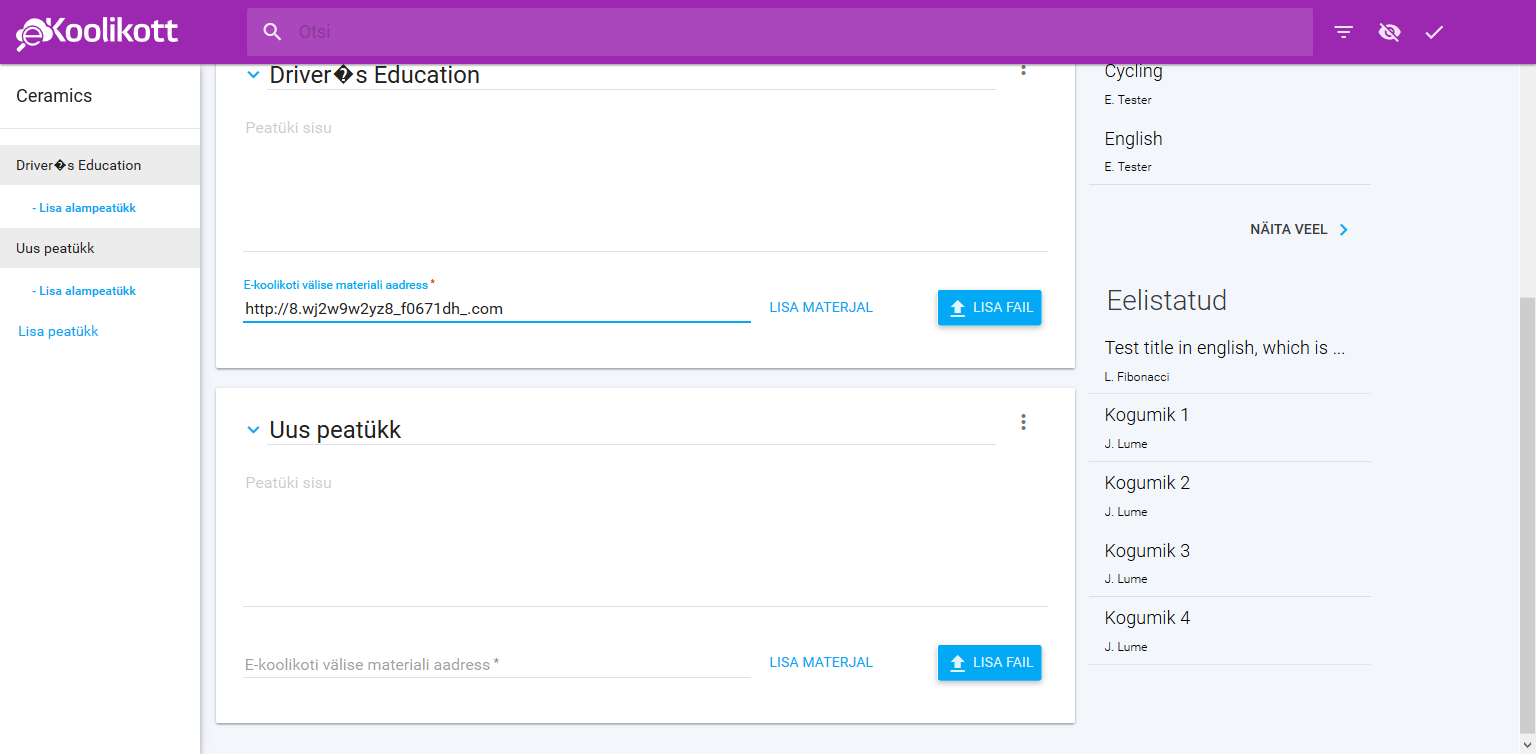 eKoolikott
Otsi
Ceramics
Driver�s Education
- Lisa alampeatükk
Uus peatükk
- Lisa alampeatükk
Lisa peatükk
Driver�s Education
Peatüki sisu
E-koolikoti välise materiali aadress *
http://8.wj2w9w2yz8_f0671dh_.com
LISA MATERJAL
LISA FAIL
Uus peatükk
Peatüki sisu
E-koolikoti välise materiali aadress *
LISA MATERJAL
LISA FAIL
Cycling
E. Tester
English
E. Tester
NÄITA VEEL
Eelistatud
Test title in english, which is ...
L. Fibonacci
Kogumik 1
J. Lume
Kogumik 2
J. Lume
Kogumik 3
J. Lume
Kogumik 4
J. Lume